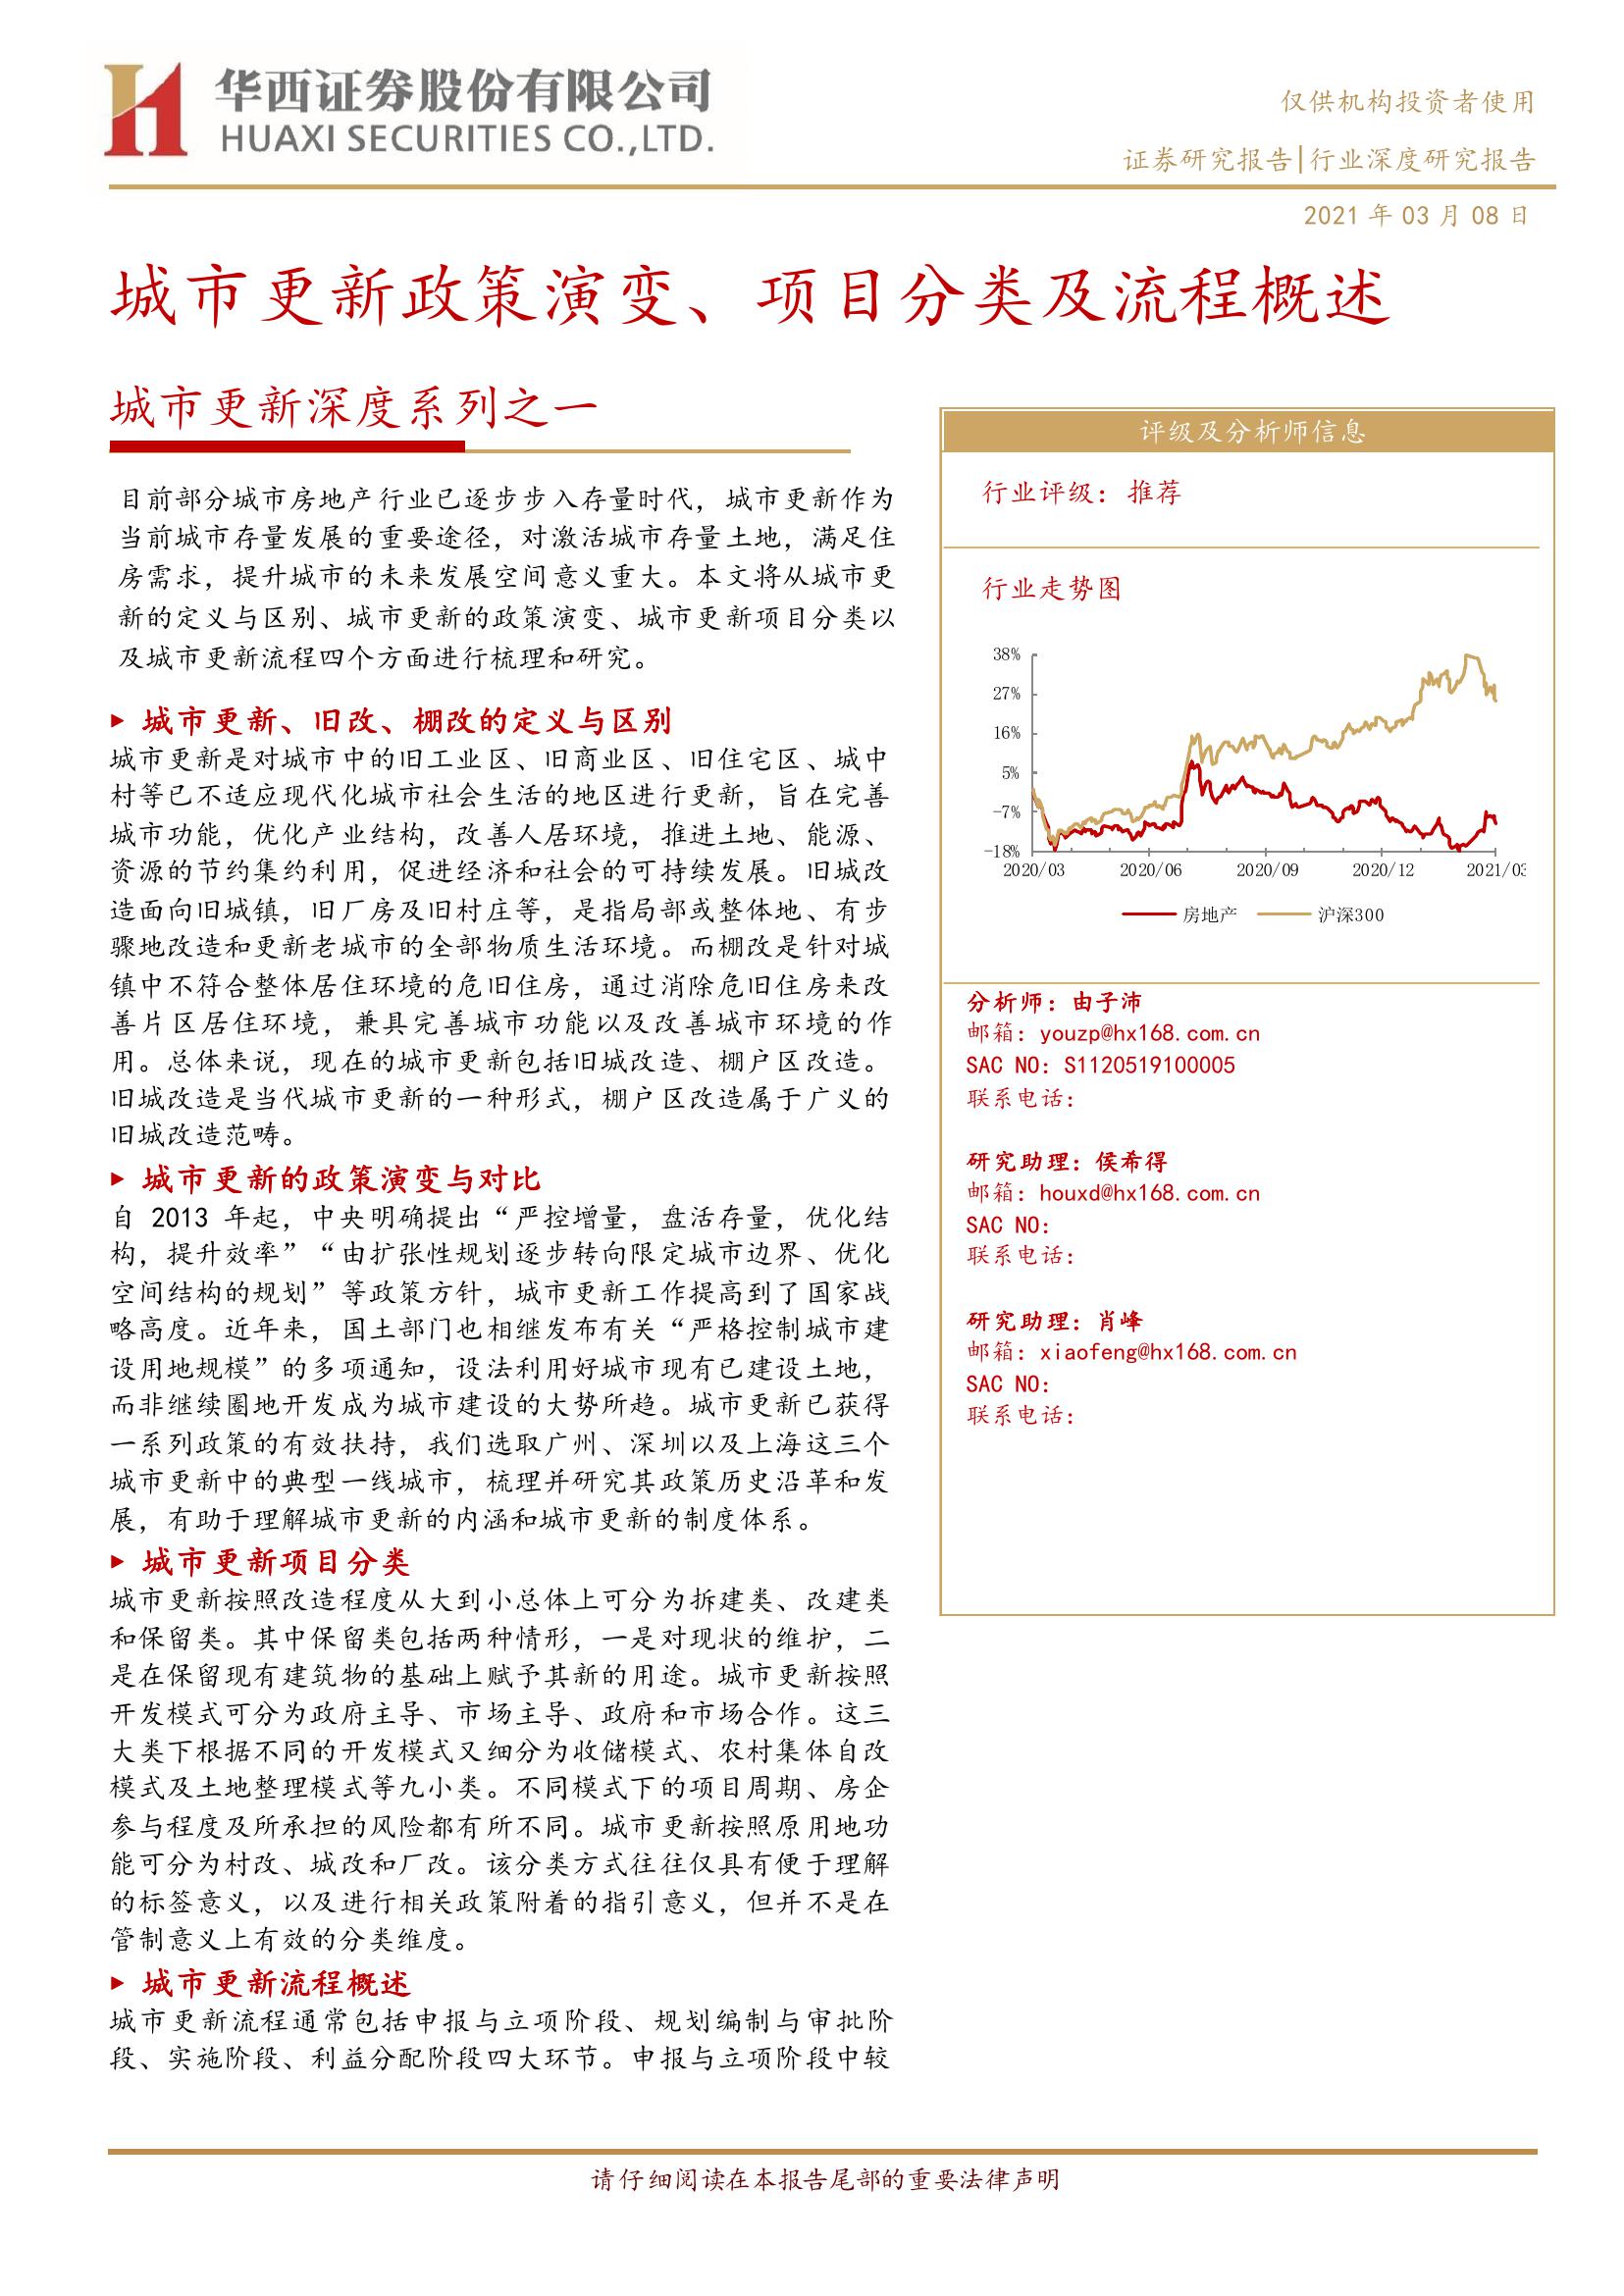 华西证券股份有限公司
HUAXI SECURITIES CO.,LTD.
仅供机构投资者使用
证券研究报告|行业深度研究报告
2021 年 03 月 08 日
城市更新政策演变、项目分类及流程概述
城市更新深度系列之一
目前部分城市房地产行业已逐步步入存量时代，城市更新作为
当前城市存量发展的重要途径，对激活城市存量土地，满足住
房需求，提升城市的未来发展空间意义重大。本文将从城市更
新的定义与区别、城市更新的政策演变、城市更新项目分类以
及城市更新流程四个方面进行梳理和研究。
▶ 城市更新、旧改、棚改的定义与区别
城市更新是对城市中的旧工业区、旧商业区、旧住宅区、城中
村等已不适应现代化城市社会生活的地区进行更新，旨在完善
城市功能，优化产业结构，改善人居环境，推进土地、能源、
资源的节约集约利用，促进经济和社会的可持续发展。旧城改
造面向旧城镇，旧厂房及旧村庄等，是指局部或整体地、有步
骤地改造和更新老城市的全部物质生活环境。而棚改是针对城
镇中不符合整体居住环境的危旧住房，通过消除危旧住房来改
善片区居住环境，兼具完善城市功能以及改善城市环境的作
用。总体来说，现在的城市更新包括旧城改造、棚户区改造。
旧城改造是当代城市更新的一种形式，棚户区改造属于广义的
旧城改造范畴。
▶ 城市更新的政策演变与对比
自 2013 年起，中央明确提出“严控增量，盘活存量，优化结
构，提升效率”“由扩张性规划逐步转向限定城市边界、优化
空间结构的规划”等政策方针，城市更新工作提高到了国家战
略高度。近年来，国土部门也相继发布有关“严格控制城市建
设用地规模”的多项通知，设法利用好城市现有已建设土地，
而非继续圈地开发成为城市建设的大势所趋。城市更新已获得
一系列政策的有效扶持，我们选取广州、深圳以及上海这三个
城市更新中的典型一线城市，梳理并研究其政策历史沿革和发
展，有助于理解城市更新的内涵和城市更新的制度体系。
▶ 城市更新项目分类
城市更新按照改造程度从大到小总体上可分为拆建类、改建类
和保留类。其中保留类包括两种情形，一是对现状的维护，二
是在保留现有建筑物的基础上赋予其新的用途。城市更新按照
开发模式可分为政府主导、市场主导、政府和市场合作。这三
大类下根据不同的开发模式又细分为收储模式、农村集体自改
模式及土地整理模式等九小类。不同模式下的项目周期、房企
参与程度及所承担的风险都有所不同。城市更新按照原用地功
能可分为村改、城改和厂改。该分类方式往往仅具有便于理解
的标签意义，以及进行相关政策附着的指引意义，但并不是在
管制意义上有效的分类维度。
▶ 城市更新流程概述
城市更新流程通常包括申报与立项阶段、规划编制与审批阶
段、实施阶段、利益分配阶段四大环节。申报与立项阶段中较
评级及分析师信息
行业评级：推荐
行业走势图
38%
27%
16%
5%
-7%
-18%
2020/03 2020/06 2020/09 2020/12 2021/03
房地产 沪深300
分析师：由子沛
邮箱：youzp@hx168.com.cn
SAC NO：S1120519100005
联系电话：
研究助理：侯希得
邮箱：houxd@hx168.com.cn
SAC NO：
联系电话：
研究助理：肖峰
邮箱：xiaofeng@hx168.com.cn
SAC NO：
联系电话：
请仔细阅读在本报告尾部的重要法律声明